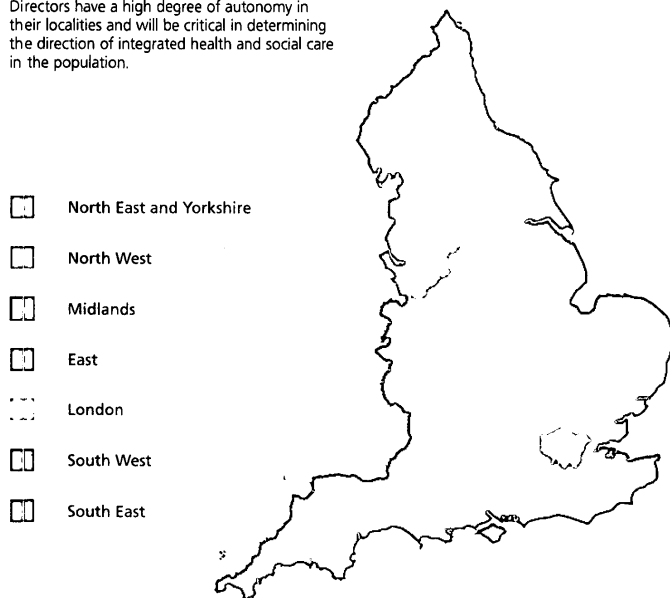 Directors have a high degree of autonomy in
their localities and will be critical in determining
the direction of integrated health and social care
in the population.
North East and Yorkshire
North West
Midlands
East
London
South West
South East